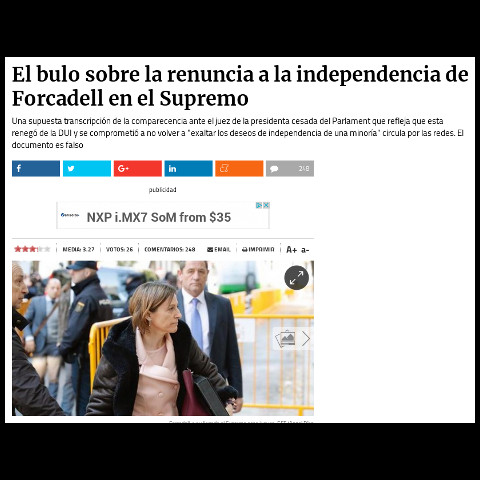 El bulo sobre la renuncia a la independencia de
Forcadell en el Supremo
Una supuesta transcripción de la comparecencia ante el juez de la presidenta cesada del Parlament que refleja que esta
renegó de la DUI y se comprometió a no volver a "exaltar los deseos de independencia de una minoría" circula por las redes. El
documento es falso
248
publicidad
NXP i.MX7 SoM from $35
MEDIA: 3.27 VOTOS: 26 COMENTARIOS: 248 EMAIL IMPRIMIR A+ a-